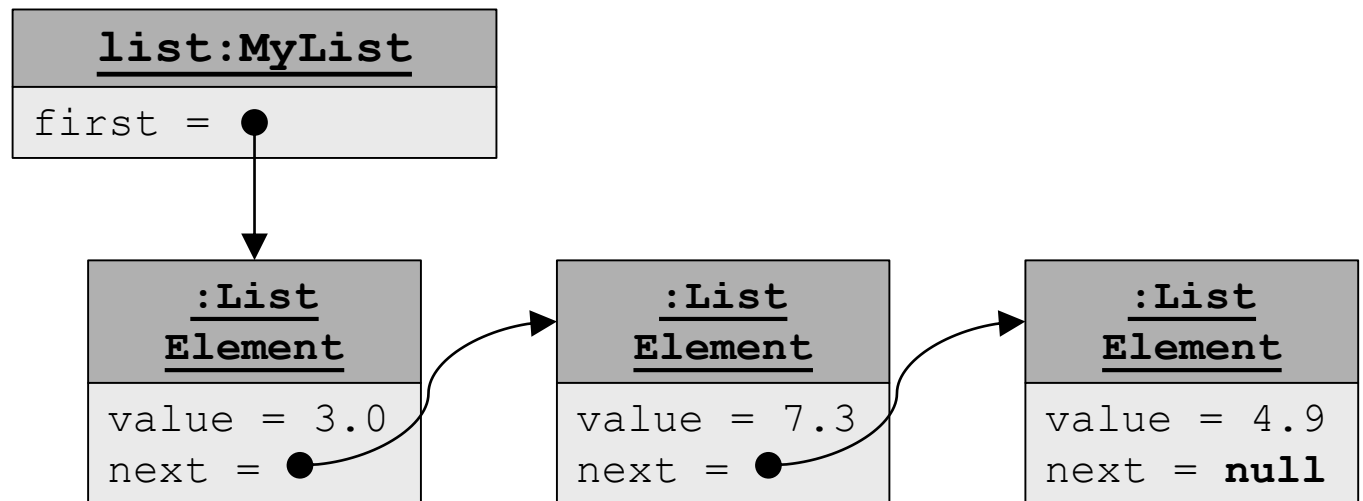 list:MyList
first =
:List
Element
value = 3.0
next =
:List
Element
value = 7.3
next =
:List
Element
value = 4.9
next = null